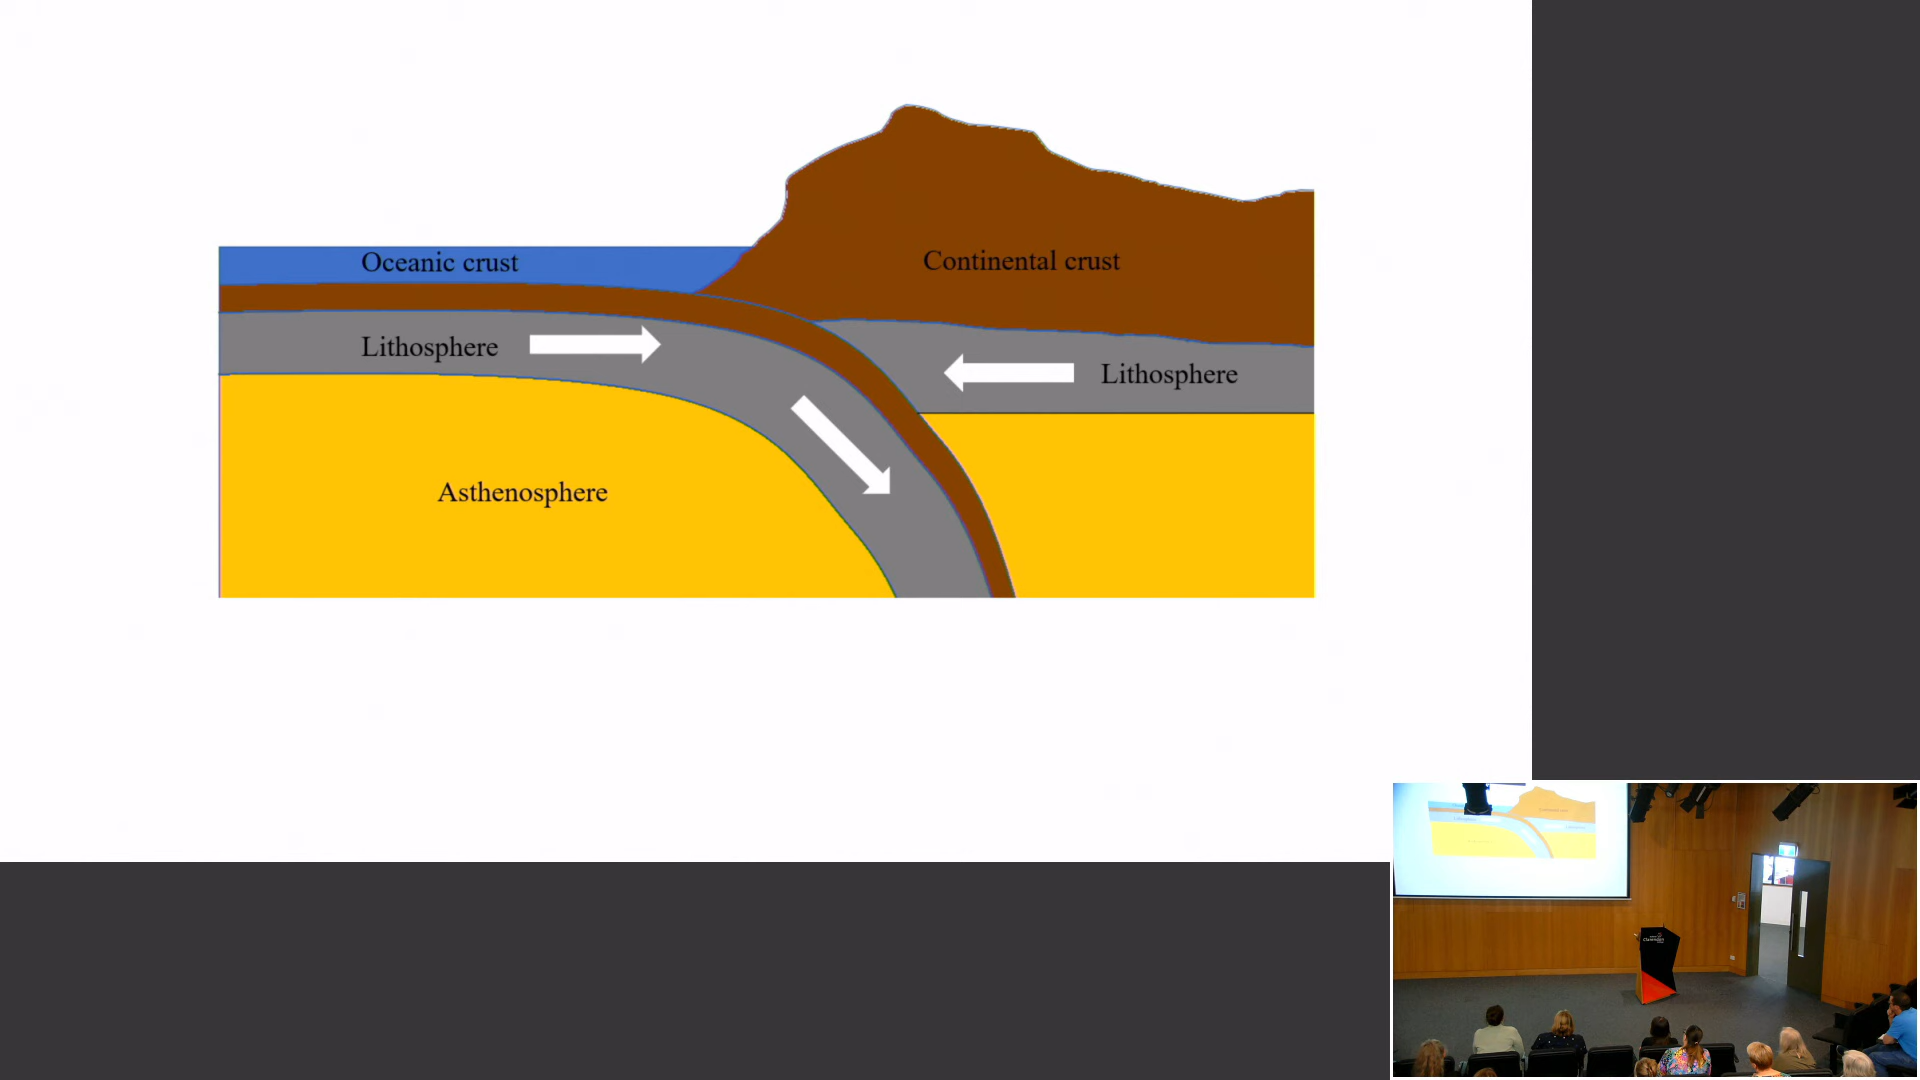 Oceanic crust
Continental crust
Lithosphere
Lithosphere
Asthenosphere